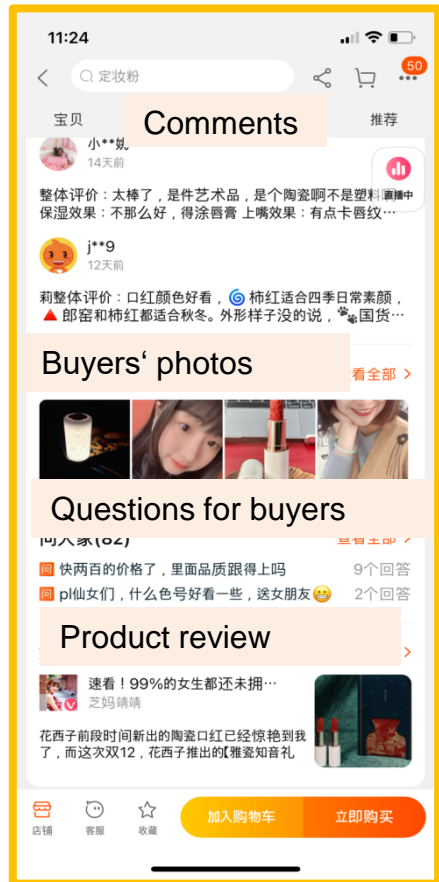 11:24
定妆粉
50
宝贝
Comments
推荐
小**姚
14天前
整体评价：太棒了，是件艺术品，是个陶瓷啊不是塑料
直播中
保湿效果：不那么好，得涂唇膏 上嘴效果：有点卡唇纹…
j**9
12天前
莉整体评价：口红颜色好看，🌀 柿红适合四季日常素颜，
🔺 郎窑和柿红都适合秋冬。外形样子没的说，🐾国货…
Buyers‘ photos
看全部 >
Questions for buyers
问大家(82)
查看全部 >
问 快两百的价格了，里面品质跟得上吗
9个回答
问 pl仙女们，什么色号好看一些，送女朋友😬
2个回答
Product review
>
速看！99%的女生都还未拥…
芝妈靖靖
花西子前段时间新出的陶瓷口红已经惊艳到我
了，而这次双12，花西子推出的【雅瓷知音礼
店铺
客服
收藏
加入购物车
立即购买